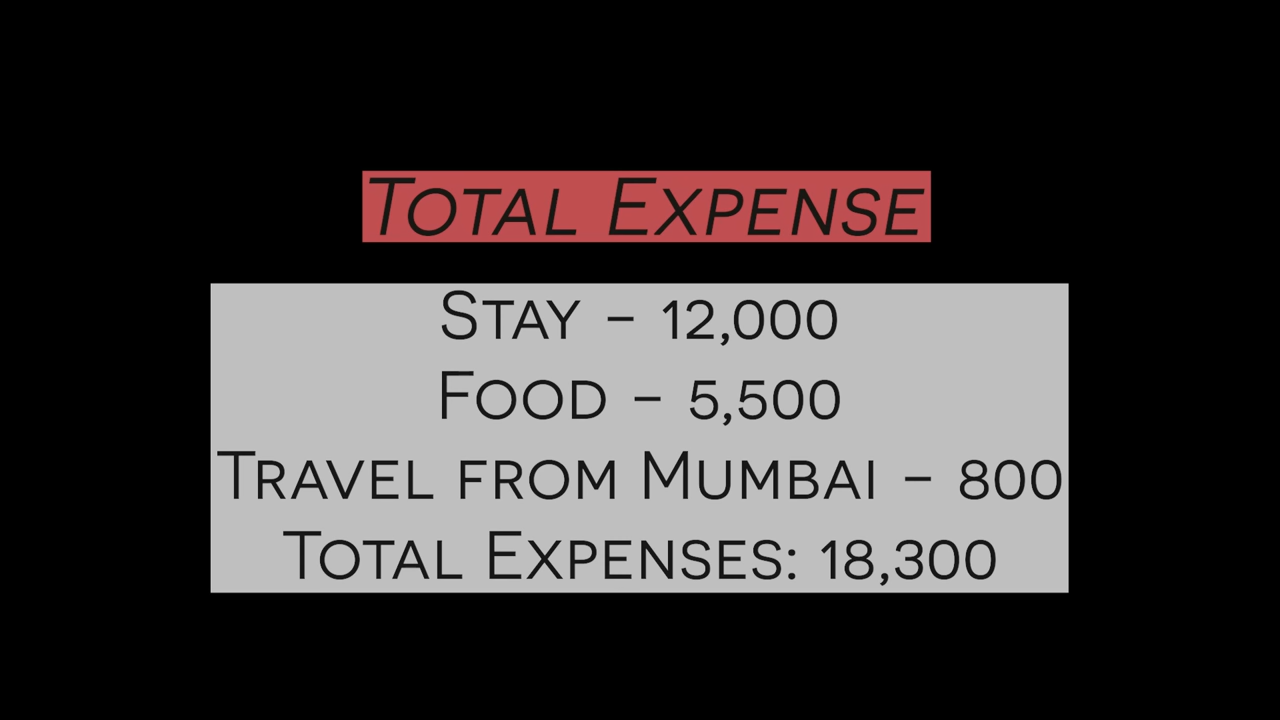 Total Expense
Stay – 12,000
Food – 5,500
Travel from Mumbai – 800
Total Expenses: 18,300